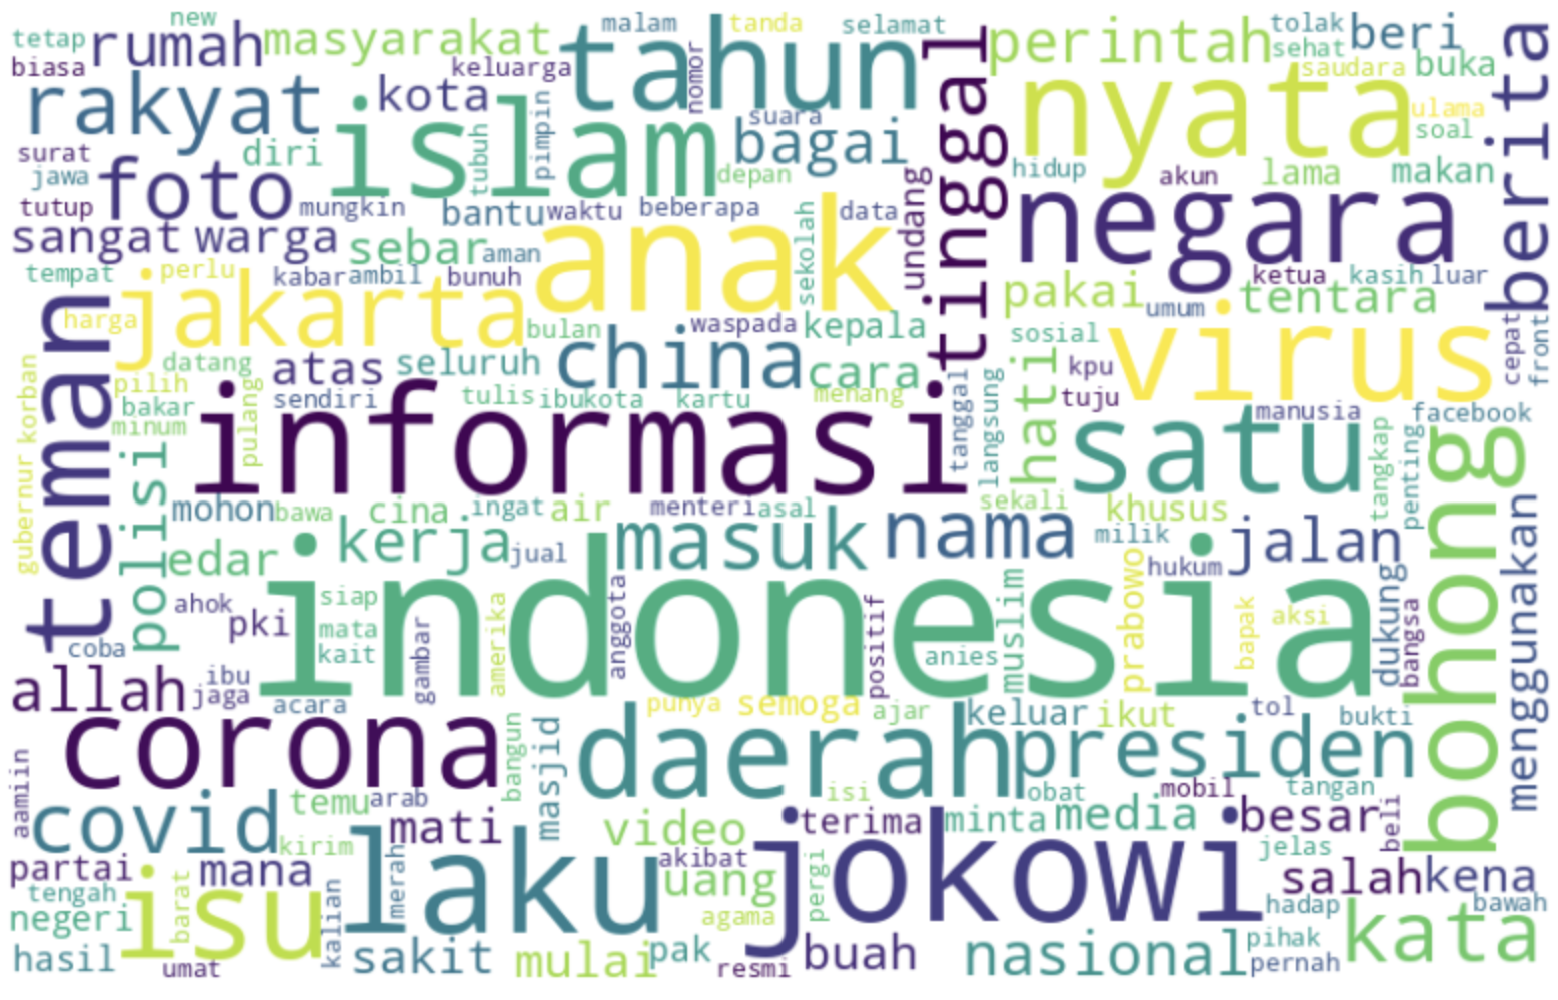 new malam tanda selamat tolak
tetap rumah masyarakat tahun perintah sehat beri
biasa keluarga nomor saudara buka
rakyat kota islam suara nyata ulama
surat diri tubuh pimpin bagai tinggal soal berita
jawa foto depan hidup akun lama makan
tutup mungkin bantu waktu beberapa data negara
sangat warga sebar aman anak sekolah undang
tempat perlu kabar ambil bunuh ketua kasih luar
harga jakarta pakai umum tentara
teman bulan waspada kepala sosial virus cepat front
datang atas seluruh china cara kpu
pilih sendiri tulis ibukota kartu menang tuju
bakar pulang informasi tanggal langsung hati manusia facebook
minum satu tangkap penting bohong
gubernur korban polisi
mohon bawa cina ingat air menteri asal sekali khusus
edar kerja jual masuk nama milik jalan menggunakan
ahok siap indonesia hukum
pki mata amerika anggota positif muslim prabowo bapak aksi dukung bangsa
coba kait gambar anies
allah ibu
jaga acara punya semoga ajar keluar ikut tol bukti
corona bangun masjid daerah presiden
aamiin isi obat mobil tangan
covid temu arab
mati laku video terima minta media besar beli
kirim jokowi jelas
partai mana merah akibat uang pergi salah kena
tengah isu barat
negeri kalian agama hadap bawah
hasil sakit mulai pak buah nasional pihak kata
umat resmi pernah